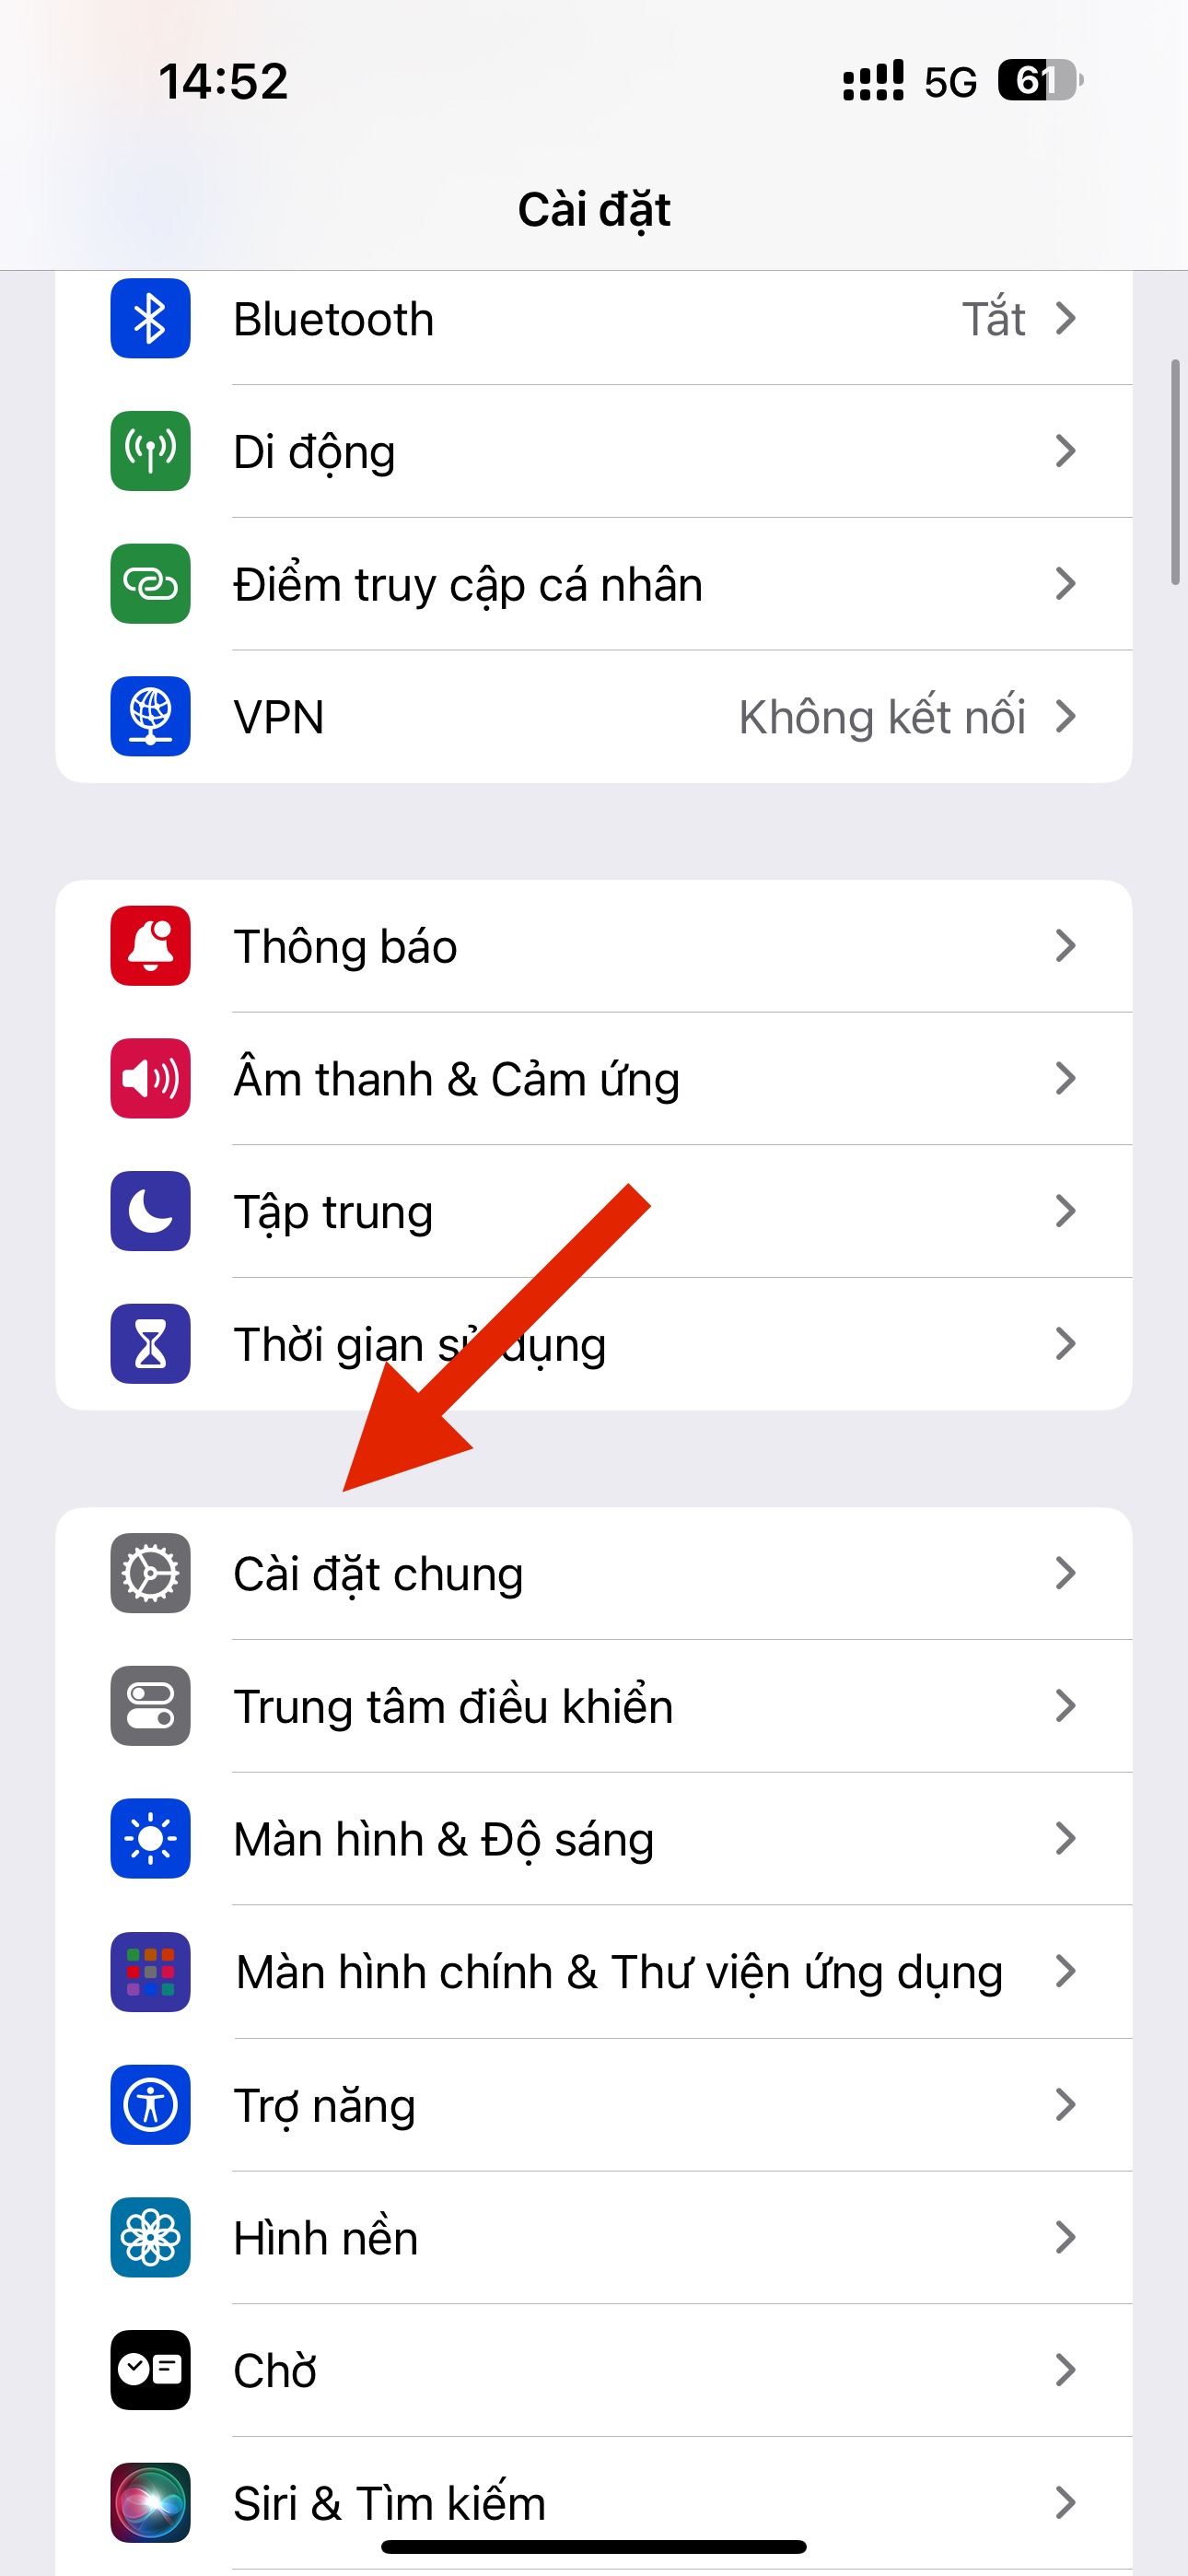 14:52
5G
61
Cài đặt
Bluetooth
Tắt
Di động
Điểm truy cập cá nhân
VPN
Không kết nối
Thông báo
Âm thanh & Cảm ứng
Tập trung
Thời gian sử dụng
Cài đặt chung
Trung tâm điều khiển
Màn hình & Độ sáng
Màn hình chính & Thư viện ứng dụng
Trợ năng
Hình nền
Chờ
Siri & Tìm kiếm